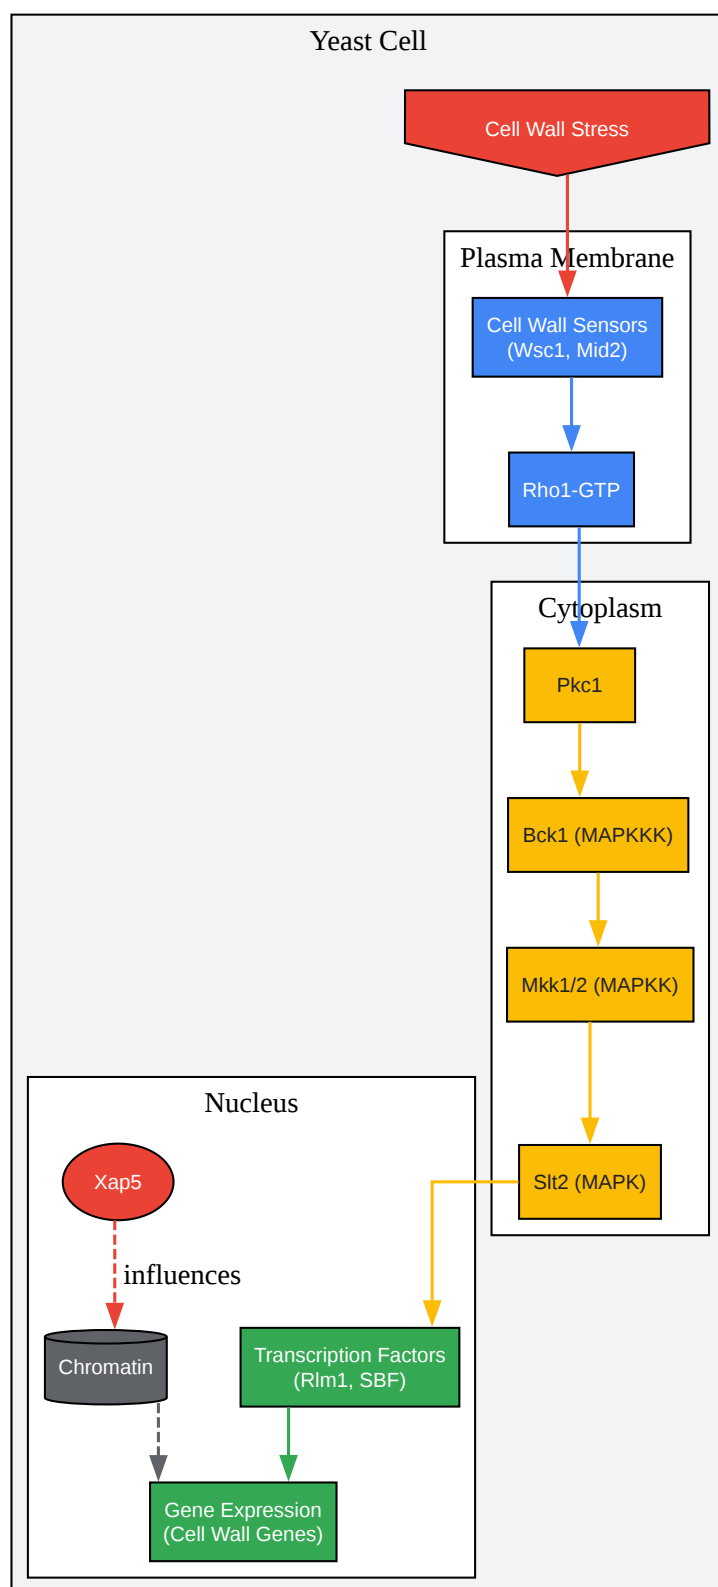 Yeast Cell
Cell Wall Stress
Plasma Membrane
Cell Wall Sensors
(Wsc1, Mid2)
Rho1-GTP
Cytoplasm
Pkc1
Bck1 (MAPKKK)
Mkk1/2 (MAPKK)
Nucleus
Xap5
Slt2 (MAPK)
influences
Chromatin
Transcription Factors
(Rlm1, SBF)
Gene Expression
(Cell Wall Genes)